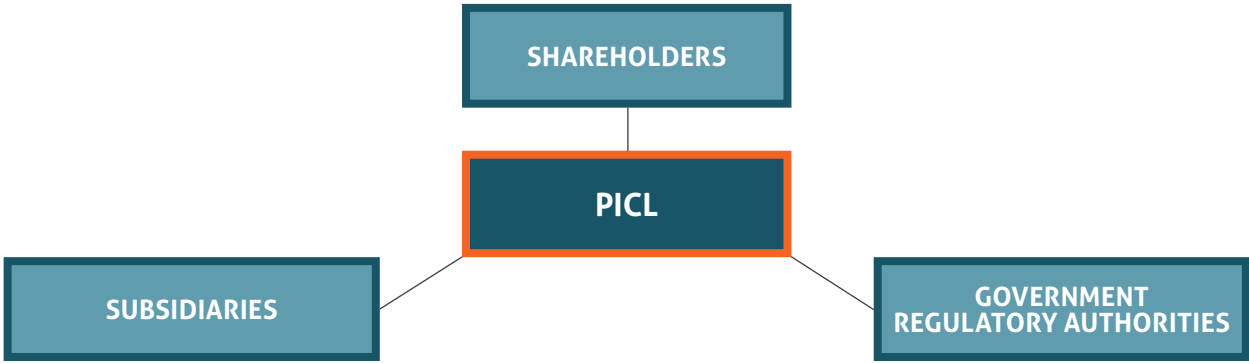 SHAREHOLDERS
PICL
SUBSIDIARIES
GOVERNMENT
REGULATORY AUTHORITIES